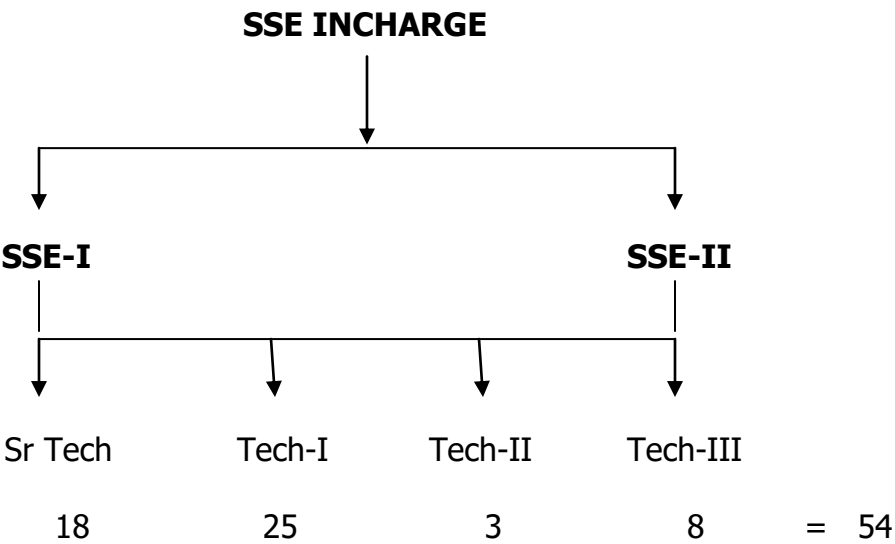 SSE INCHARGE
SSE-I SSE-II
Sr Tech Tech-I Tech-II Tech-III
18 25 3 8 = 54